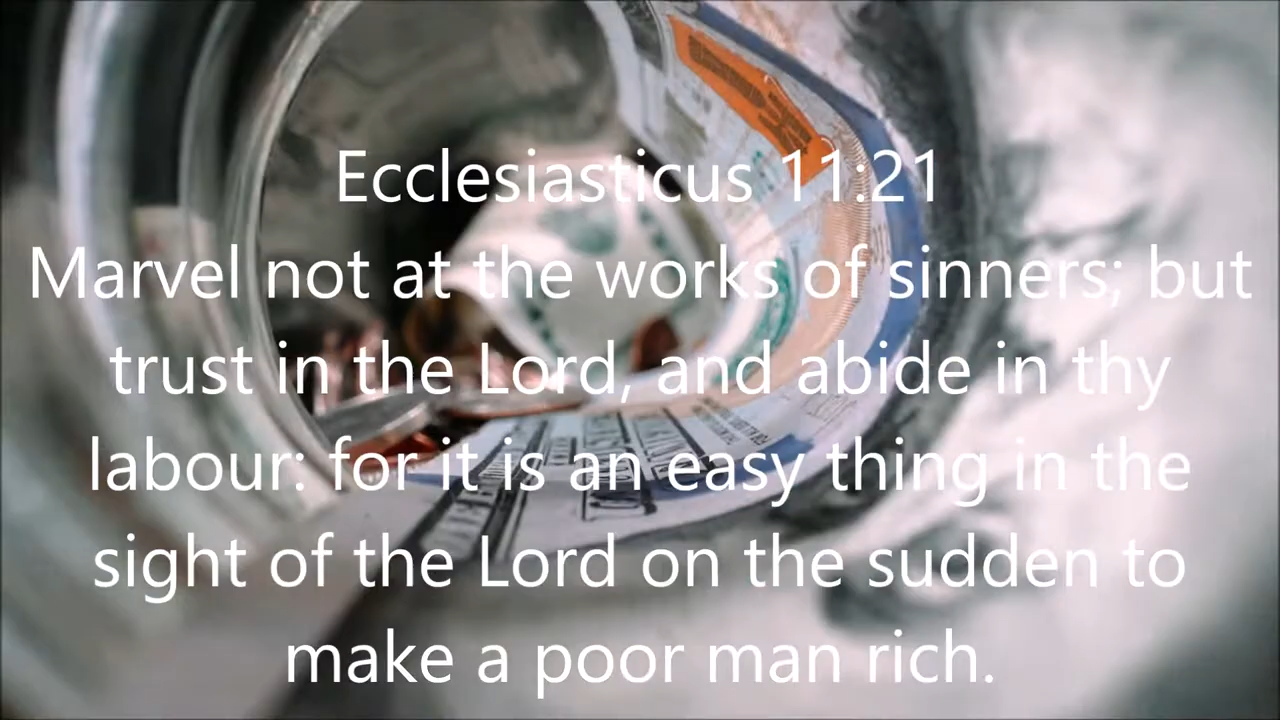 Ecclesiasticus 11:21
Marvel not at the works of sinners; but
trust in the Lord, and abide in thy
labour: for it is an easy thing in the
sight of the Lord on the sudden to
make a poor man rich.